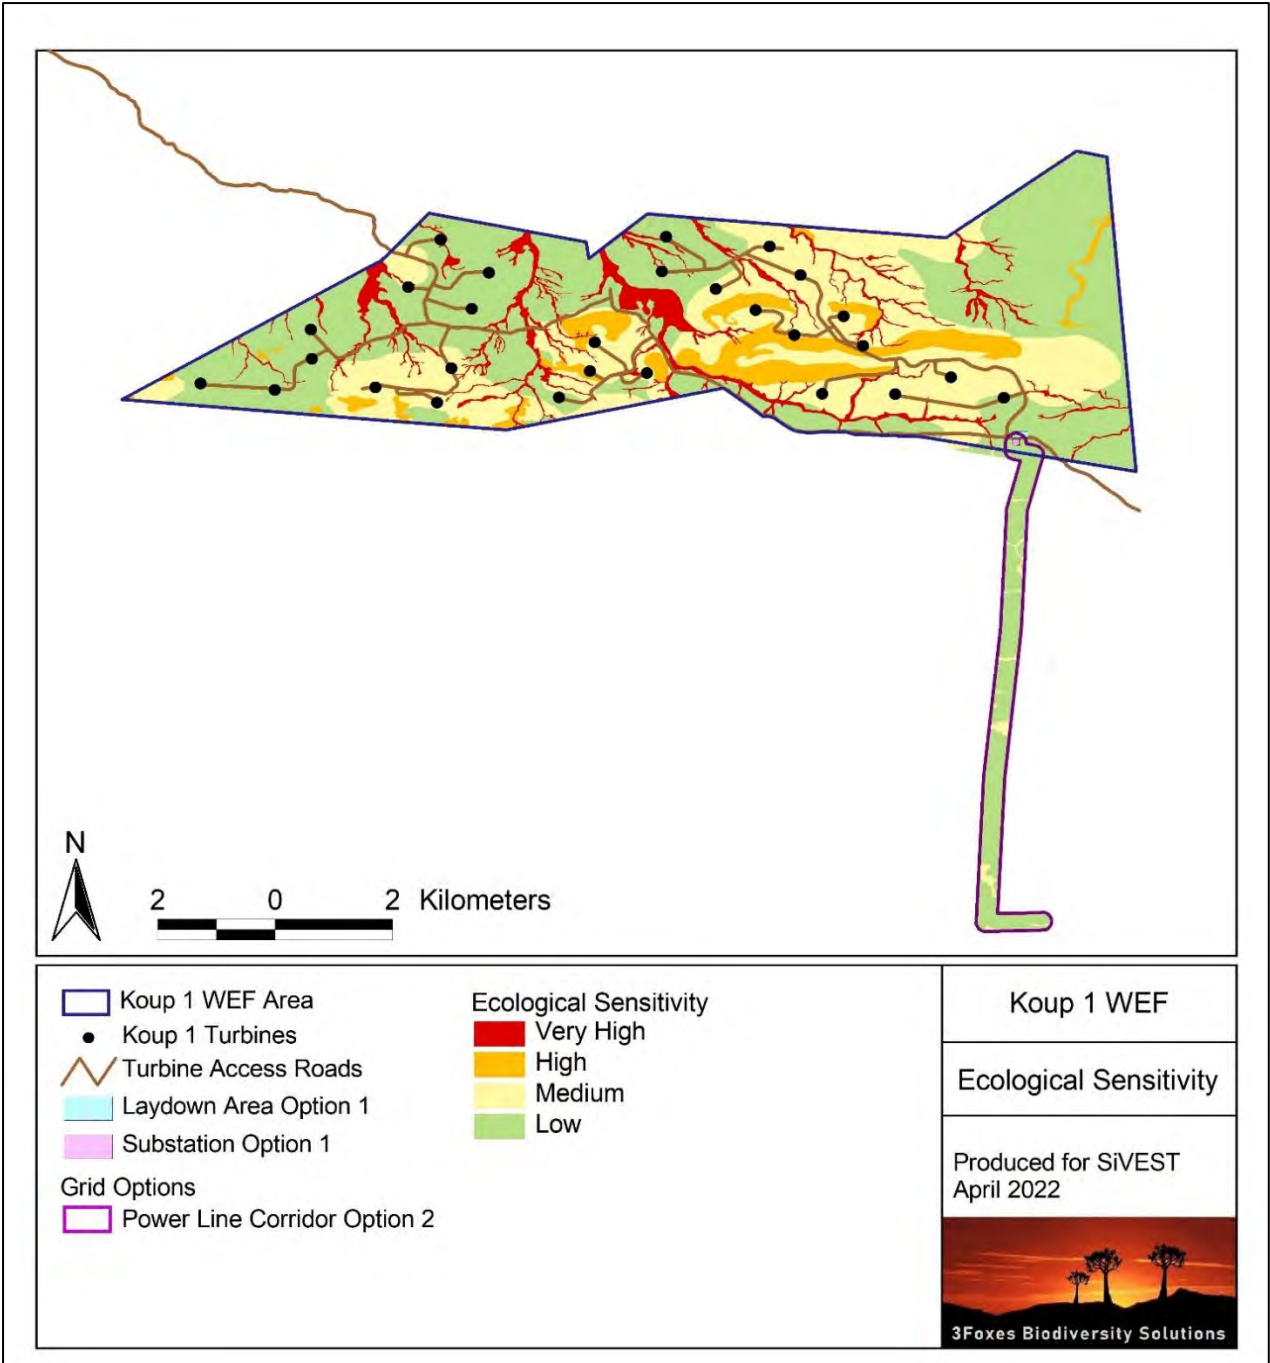 N
2 0 2 Kilometers
Koup 1 WEF Area
Koup 1 Turbines
Turbine Access Roads
Laydown Area Option 1
Substation Option 1
Grid Options
Power Line Corridor Option 2
Ecological Sensitivity
Very High
High
Medium
Low
Koup 1 WEF
Ecological Sensitivity
Produced for SiVEST
April 2022
3Foxes Biodiversity Solutions